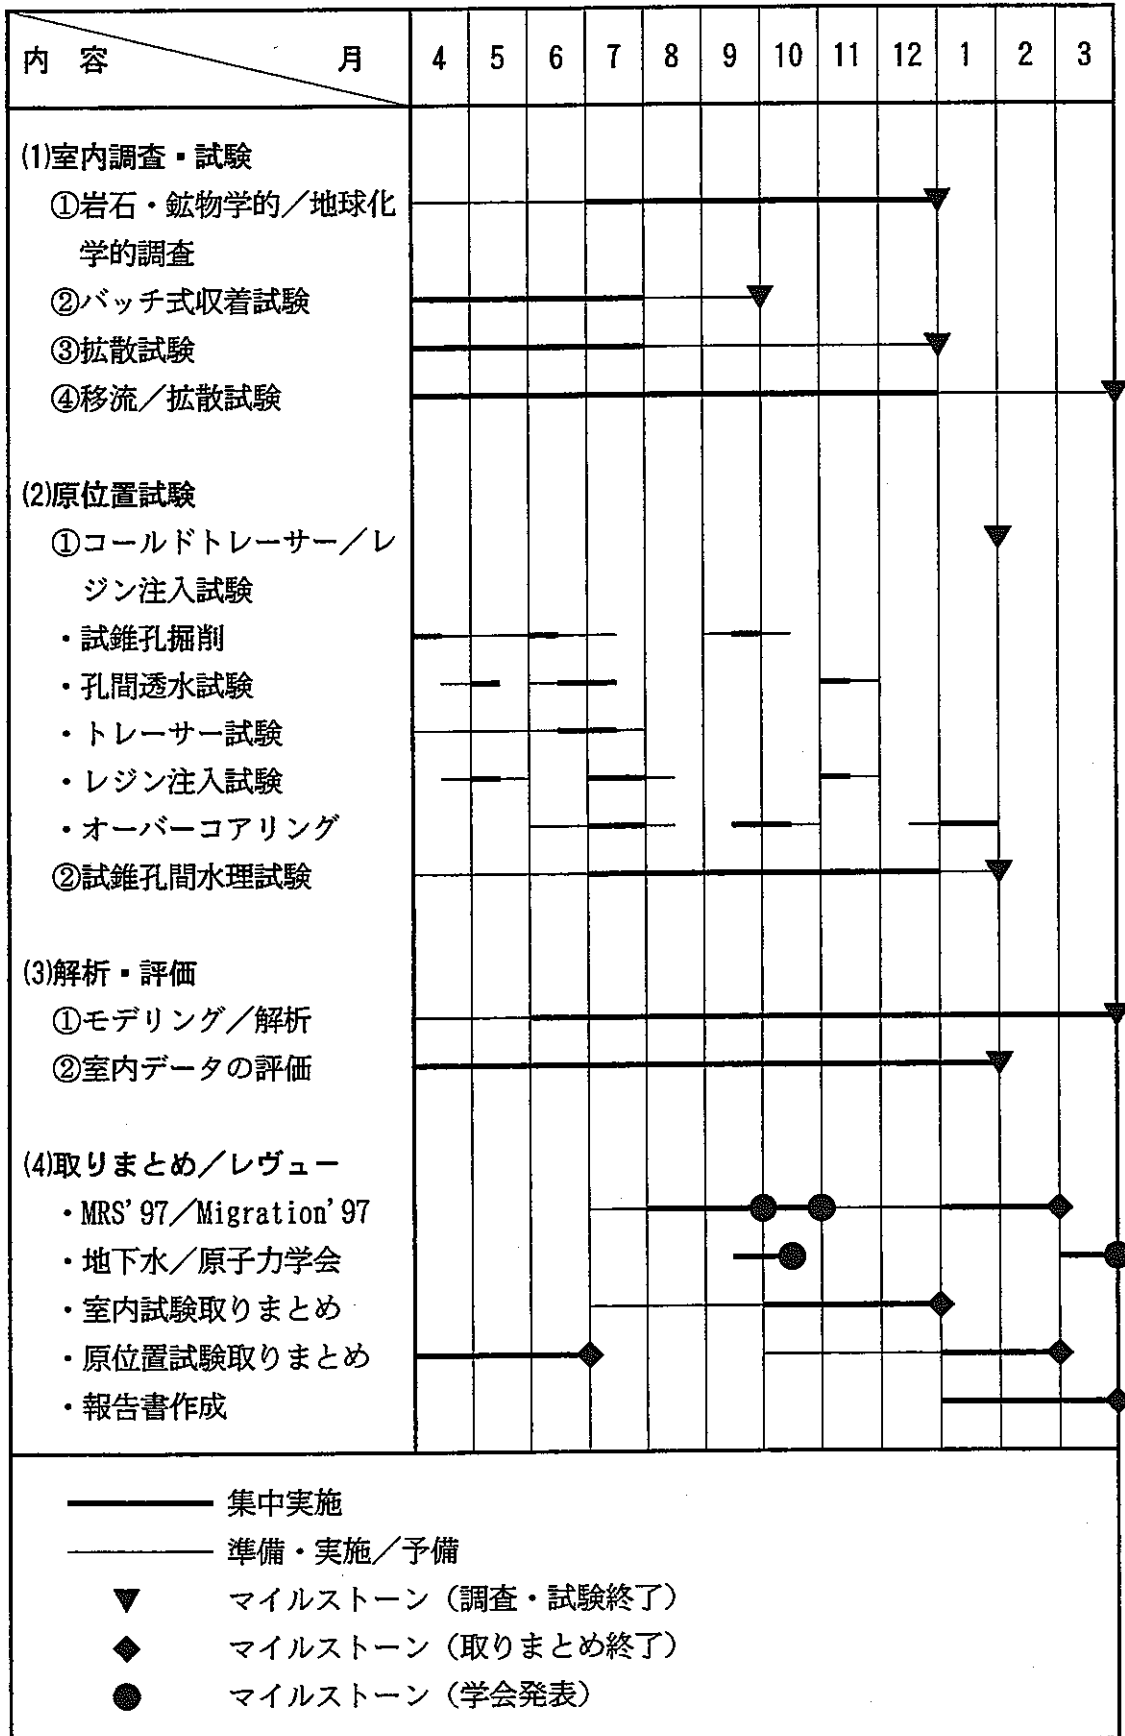 内 容 月 4 5 6 7 8 9 10 11 12 1 2 3
(1)室内調査・試験
①岩石・鉱物学的／地球化
学的調査
②バッチ式収着試験
③拡散試験
④移流／拡散試験
(2)原位置試験
①コールドトレーサー／レ
ジン注入試験
・試錐孔掘削
・孔間透水試験
・トレーサー試験
・レジン注入試験
・オーバーコアリング
②試錐孔間水理試験
(3)解析・評価
①モデリング／解析
②室内データの評価
(4)取りまとめ／レヴュー
・MRS'97／Migration'97
・地下水／原子力学会
・室内試験取りまとめ
・原位置試験取りまとめ
・報告書作成
集中実施
準備・実施／予備
マイルストーン（調査・試験終了）
マイルストーン（取りまとめ終了）
マイルストーン（学会発表）